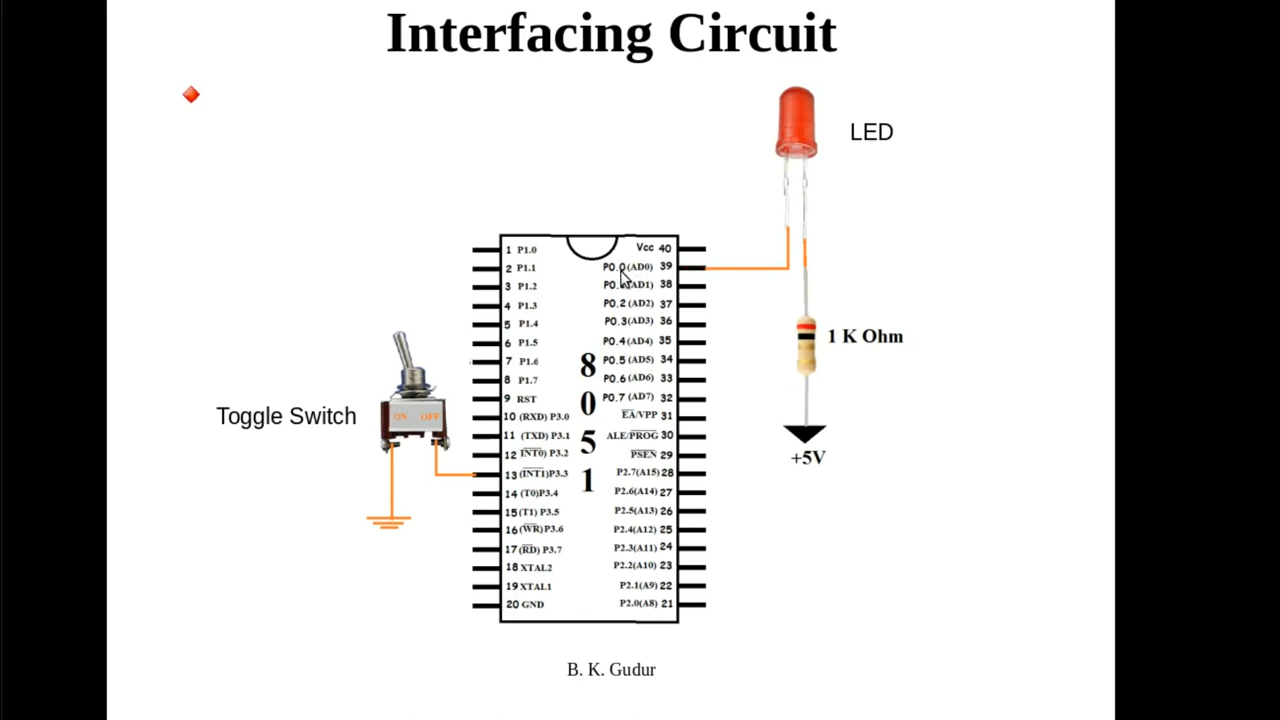 Interfacing Circuit
LED
1 P1.0
2 P1.1
3 P1.2
4 P1.3
5 P1.4
6 P1.5
7 P1.6
8 P1.7
9 RST
10 (RXD) P3.0
11 (TXD) P3.1
12 (INT0) P3.2
13 (INT1)P3.3
14 (T0)P3.4
15 (T1) P3.5
16 (WR)P3.6
17 (RD) P3.7
18 XTAL2
19 XTAL1
20 GND
8
0
5
1
Vcc 40
P0.0(AD0) 39
AD1) 38
P0.2 (AD2) 37
P0.3(AD3) 36
P0.4(AD4) 35
P0.5(AD5) 34
P0.6 (AD6) 33
P0.7 (AD7) 32
EA/VPP 31
ALE/PROG 30
PSEN 29
P2.7(A15) 28
P2.6(A14) 27
P2.5(A13) 26
P2.4(A12) 25
P2.3(A11) 24
P2.2(A10) 23
P2.1(A9) 22
P2.0(A8) 21
1 K Ohm
+5V
Toggle Switch
ON OFF
B. K. Gudur